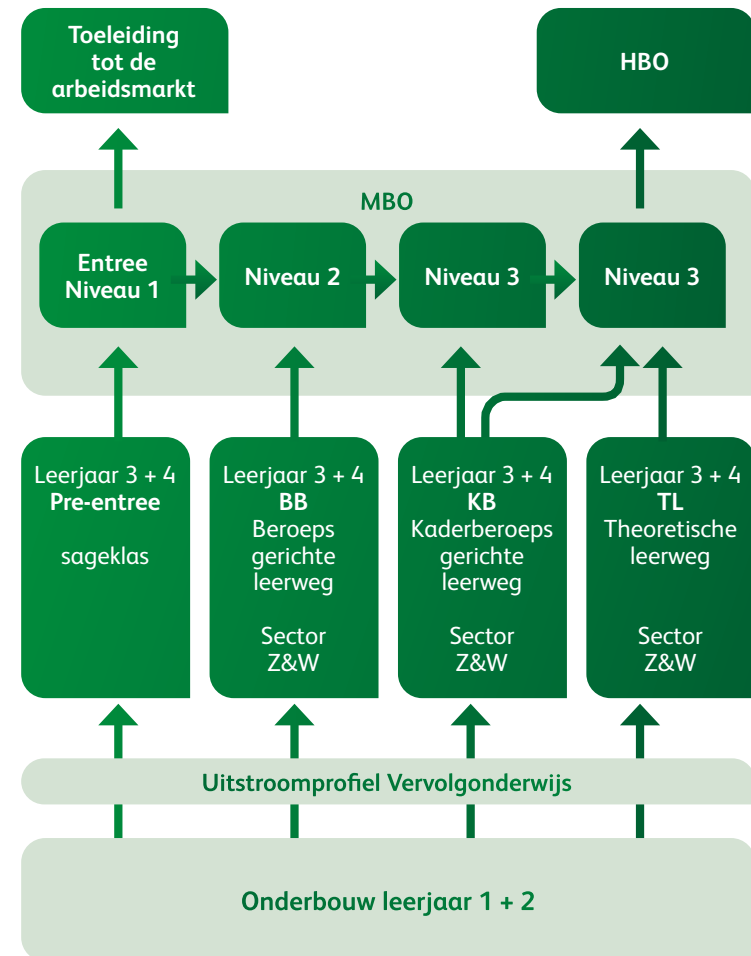 Toeleiding
tot de
arbeidsmarkt
HBO
MBO
Entree
Niveau 1
Niveau 2
Niveau 3
Niveau 3
Leerjaar 3 + 4
Pre-entree
sageklas
Leerjaar 3 + 4
BB
Beroeps
gerichte
leerweg
Sector
Z&W
Leerjaar 3 + 4
KB
Kaderberoeps
gerichte
leerweg
Sector
Z&W
Leerjaar 3 + 4
TL
Theoretische
leerweg
Sector
Z&W
Uitstroomprofiel Vervolgonderwijs
Onderbouw leerjaar 1 + 2